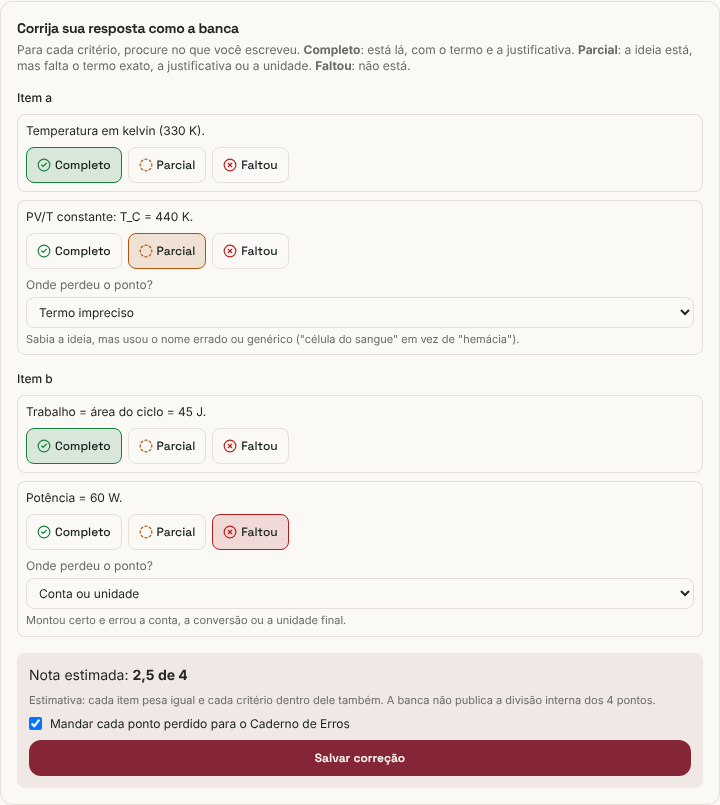 Corrija sua resposta como a banca
Para cada critério, procure no que você escreveu. Completo: está lá, com o termo e a justificativa. Parcial: a ideia está,
mas falta o termo exato, a justificativa ou a unidade. Faltou: não está.
Item a
Temperatura em kelvin (330 K).
Completo Parcial Faltou
PV/T constante: T_C = 440 K.
Completo Parcial Faltou
Onde perdeu o ponto?
Termo impreciso
Sabia a ideia, mas usou o nome errado ou genérico ("célula do sangue" em vez de "hemácia").
Item b
Trabalho = área do ciclo = 45 J.
Completo Parcial Faltou
Potência = 60 W.
Completo Parcial Faltou
Onde perdeu o ponto?
Conta ou unidade
Montou certo e errou a conta, a conversão ou a unidade final.
Nota estimada: 2,5 de 4
Estimativa: cada item pesa igual e cada critério dentro dele também. A banca não publica a divisão interna dos 4 pontos.
Mandar cada ponto perdido para o Caderno de Erros
Salvar correção